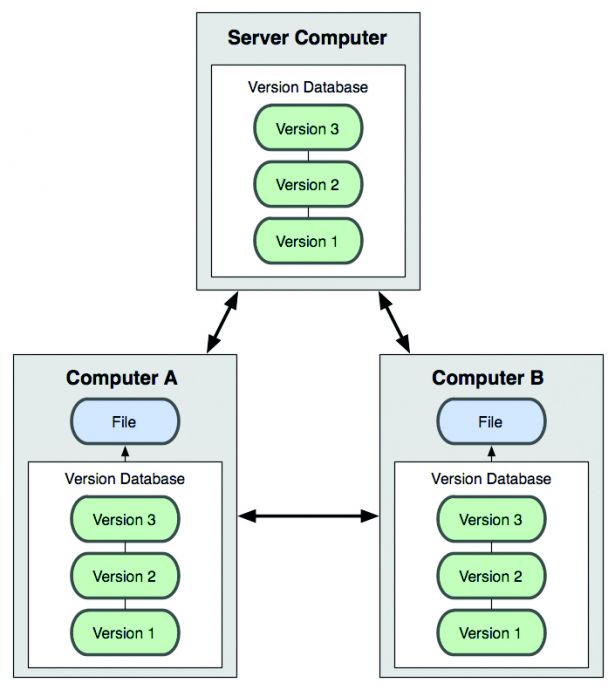 Server Computer
Version Database
Version 3
Version 2
Version 1
Computer A
File
Version Database
Version 3
Version 2
Version 1
Computer B
File
Version Database
Version 3
Version 2
Version 1